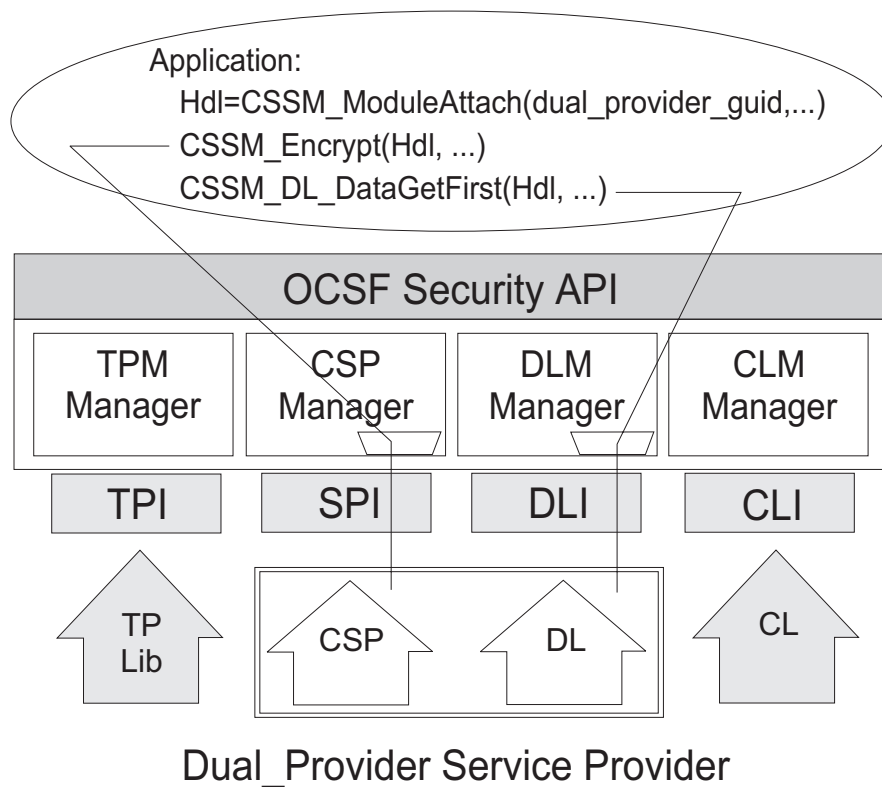 Application:
Hdl=CSSM_ModuleAttach(dual_provider_guid,...)
CSSM_Encrypt(Hdl, ...)
CSSM_DL_DataGetFirst(Hdl, ...)
OCSF Security API
TPM
Manager
CSP
Manager
DLM
Manager
CLM
Manager
TPI
SPI
DLI
CLI
TP
Lib
CSP
DL
CL
Dual_Provider Service Provider